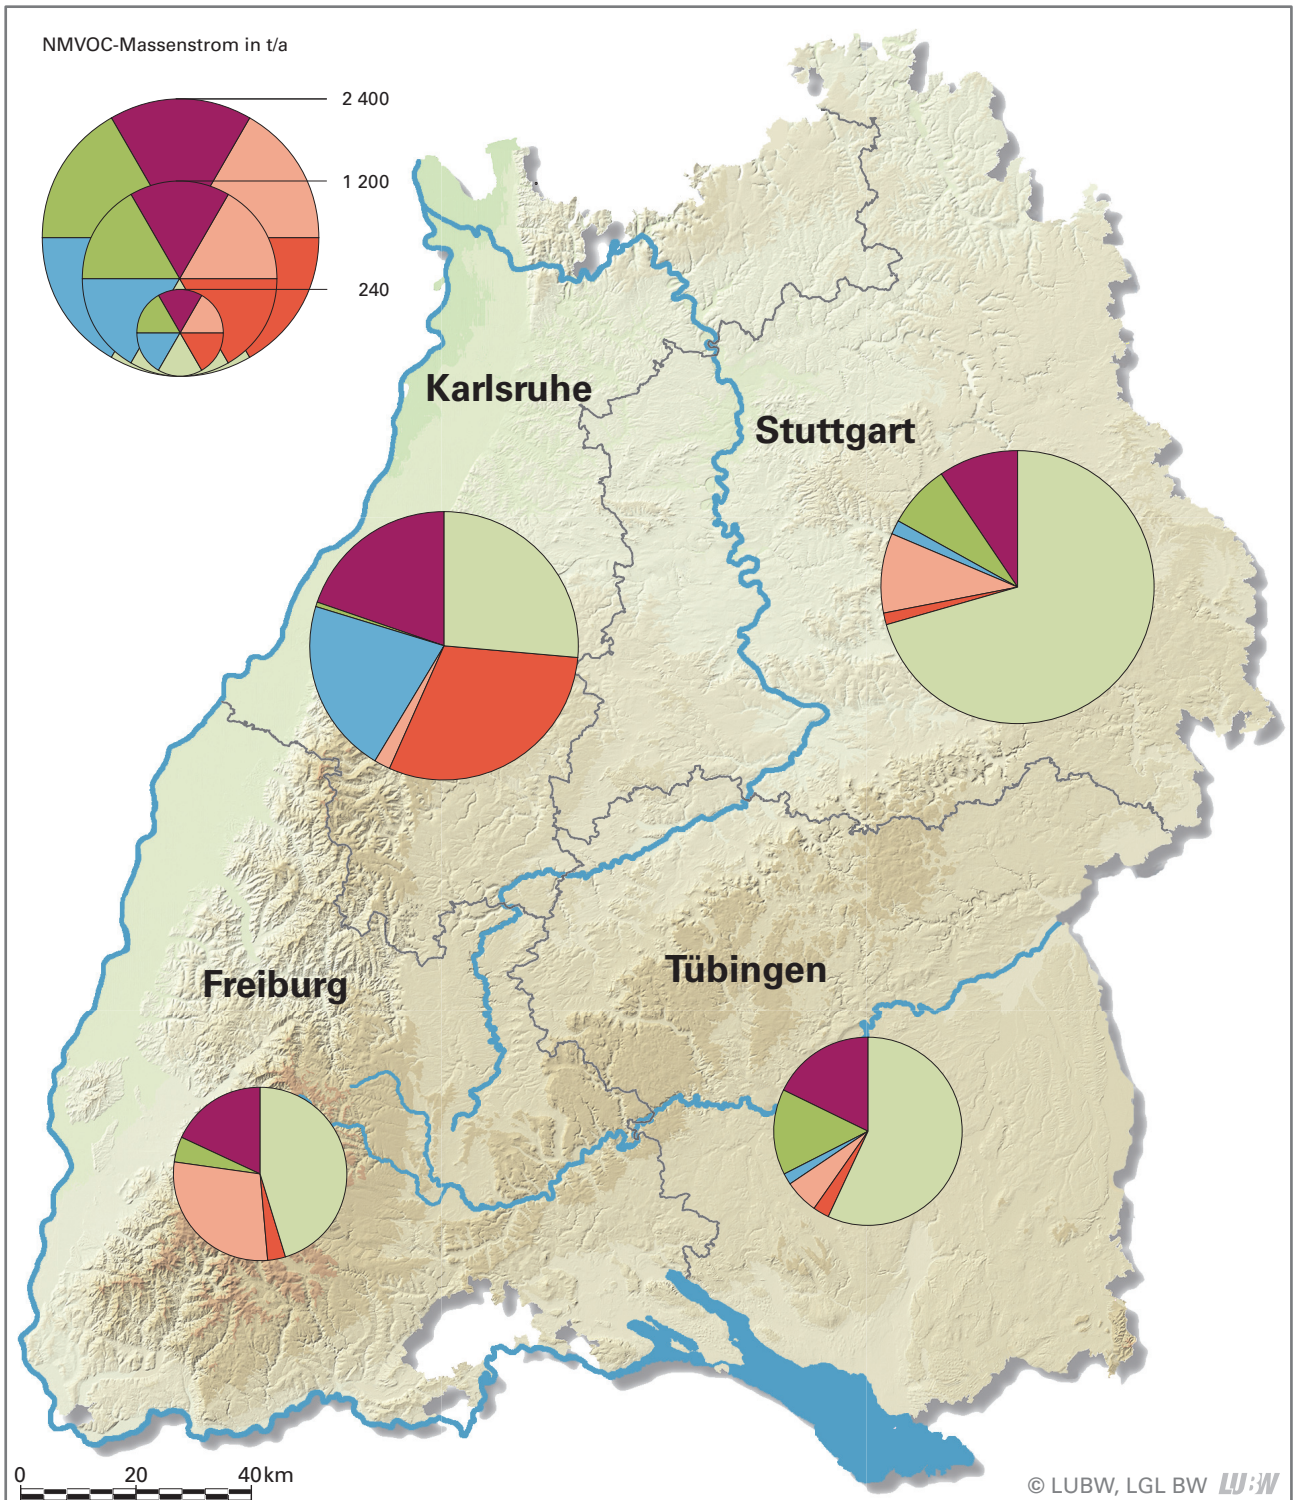 NMVOC-Massenstrom in t/a
2 400
1 200
240
Karlsruhe
Stuttgart
Freiburg
Tübingen
0 20 40 km
© LUBW, LGL BW LUBW